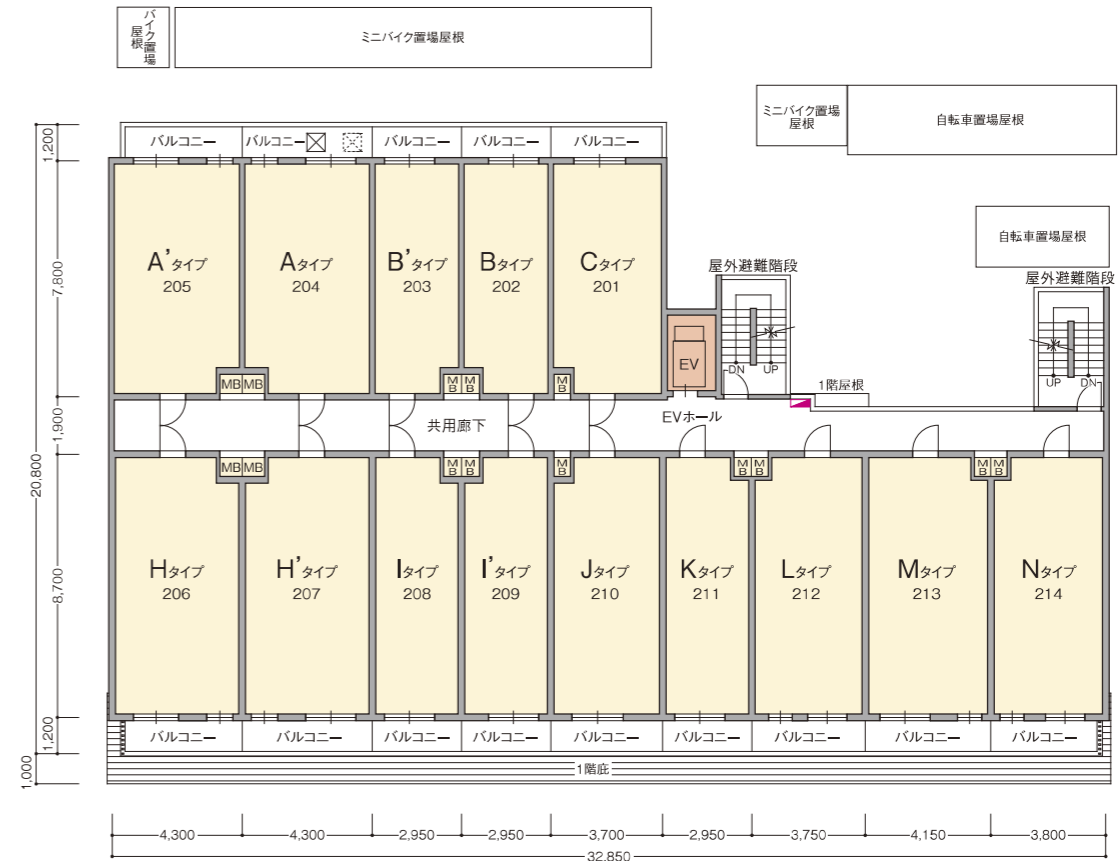 バイク置場
屋根
ミニバイク置場屋根
ミニバイク置場
屋根
自転車置場屋根
自転車置場屋根
屋外避難階段
屋外避難階段
バルコニー
バルコニー
バルコニー
バルコニー
バルコニー
A'タイプ
205
Aタイプ
204
B'タイプ
203
Bタイプ
202
Cタイプ
201
EV
DN
UP
UP
DN
MB
MB
MB
MB
MB
1階屋根
共用廊下
EVホール
MB
MB
MB
MB
MB
MB
MB
MB
MB
Hタイプ
206
H'タイプ
207
Iタイプ
208
I'タイプ
209
Jタイプ
210
Kタイプ
211
Lタイプ
212
Mタイプ
213
Nタイプ
214
バルコニー
バルコニー
バルコニー
バルコニー
バルコニー
バルコニー
バルコニー
バルコニー
バルコニー
1階庇
1,200
7,800
1,900
8,700
1,200
20,800
1,000
4,300
4,300
2,950
2,950
3,700
2,950
3,750
4,150
3,800
32,850